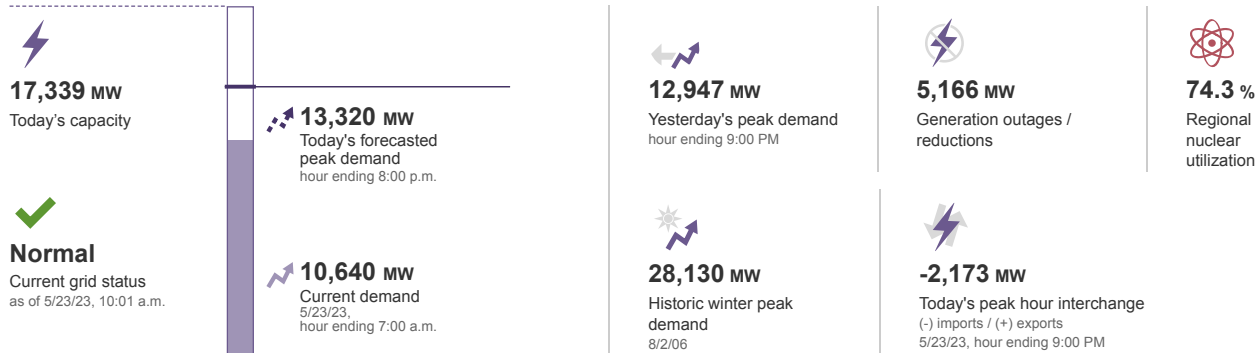 17,339 MW
Today's capacity
Normal
Current grid status
as of 5/23/23, 10:01 a.m.
13,320 MW
Today's forecasted
peak demand
hour ending 8:00 p.m.
10,640 MW
Current demand
5/23/23,
hour ending 7:00 a.m.
12,947 MW
Yesterday's peak demand
hour ending 9:00 PM
5,166 MW
Generation outages /
reductions
74.3 %
Regional
nuclear
utilization
28,130 MW
Historic winter peak
demand
8/2/06
-2,173 MW
Today's peak hour interchange
(-) imports / (+) exports
5/23/23, hour ending 9:00 PM